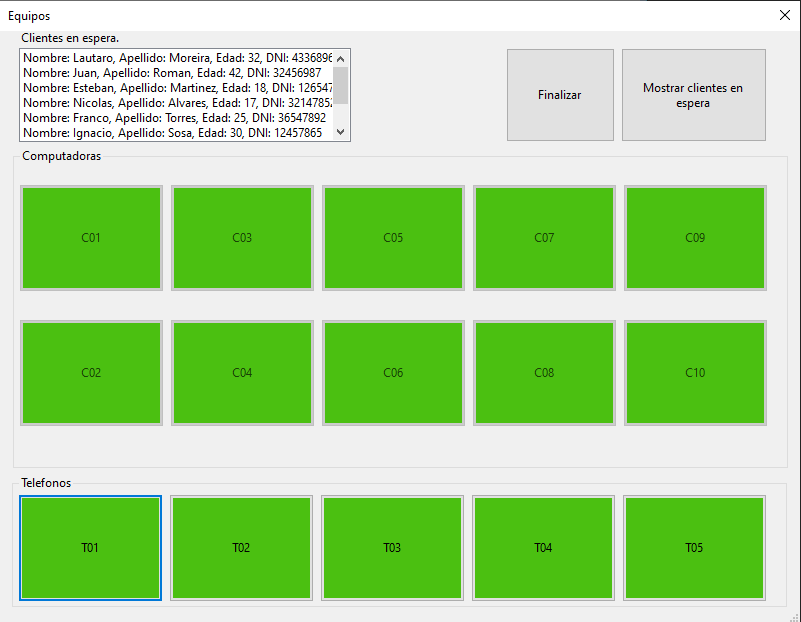 Equipos
Clientes en espera.
Nombre: Lautaro, Apellido: Moreira, Edad: 32, DNI: 4336896
Nombre: Juan, Apellido: Roman, Edad: 42, DNI: 32456987
Nombre: Esteban, Apellido: Martinez, Edad: 18, DNI: 126547
Nombre: Nicolas, Apellido: Alvares, Edad: 17, DNI: 3214785
Nombre: Franco, Apellido: Torres, Edad: 25, DNI: 36547892
Nombre: Ignacio, Apellido: Sosa, Edad: 30, DNI: 12457865
Finalizar
Mostrar clientes en
espera
Computadoras
C01 C03 C05 C07 C09
C02 C04 C06 C08 C10
Telefonos
T01 T02 T03 T04 T05